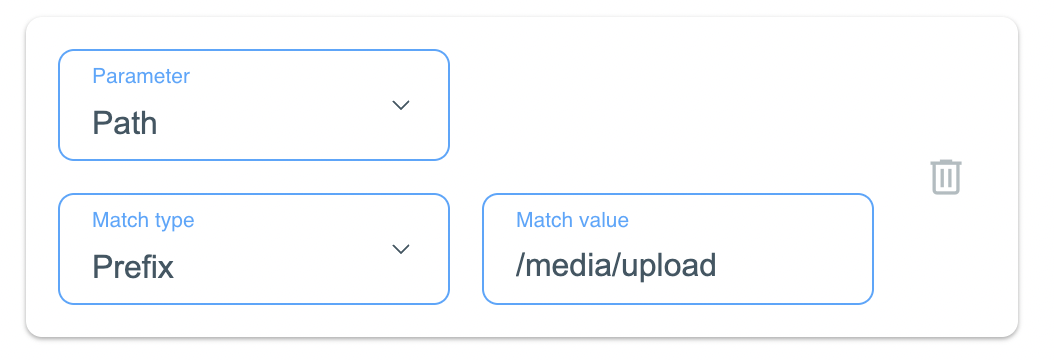 Parameter
Path
Match type
Prefix
Match value
/media/upload